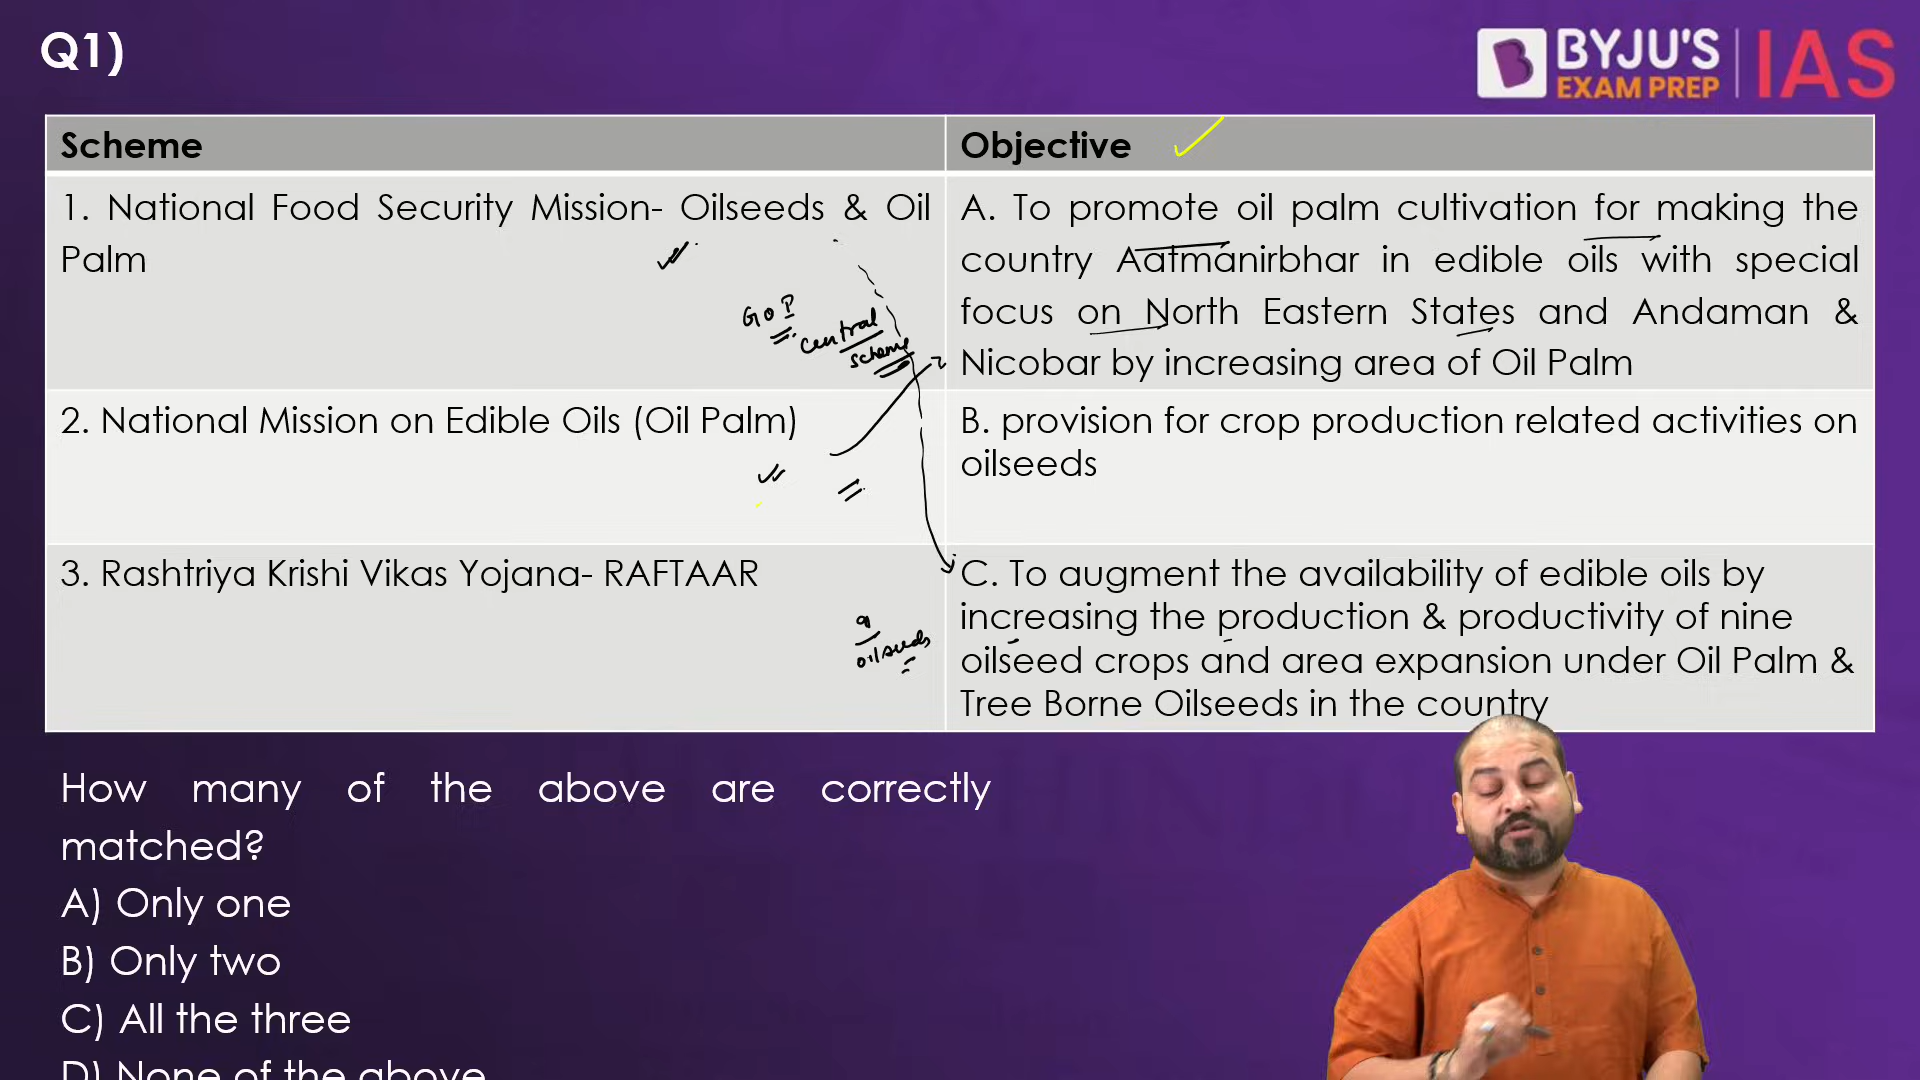 Q1)
BYJU'S
EXAM PREP
IAS
Scheme
Objective
1. National Food Security Mission- Oilseeds & Oil
Palm
A. To promote oil palm cultivation for making the
country Aatmanirbhar in edible oils with special
focus on North Eastern States and Andaman &
Nicobar by increasing area of Oil Palm
central
scheme
2. National Mission on Edible Oils (Oil Palm)
B. provision for crop production related activities on
oilseeds
3. Rashtriya Krishi Vikas Yojana- RAFTAAR
C. To augment the availability of edible oils by
increasing the production & productivity of nine
oilseed crops and area expansion under Oil Palm &
Tree Borne Oilseeds in the country
9
oilseeds
How many of the above are correctly
matched?
A) Only one
B) Only two
C) All the three
D) None of the above